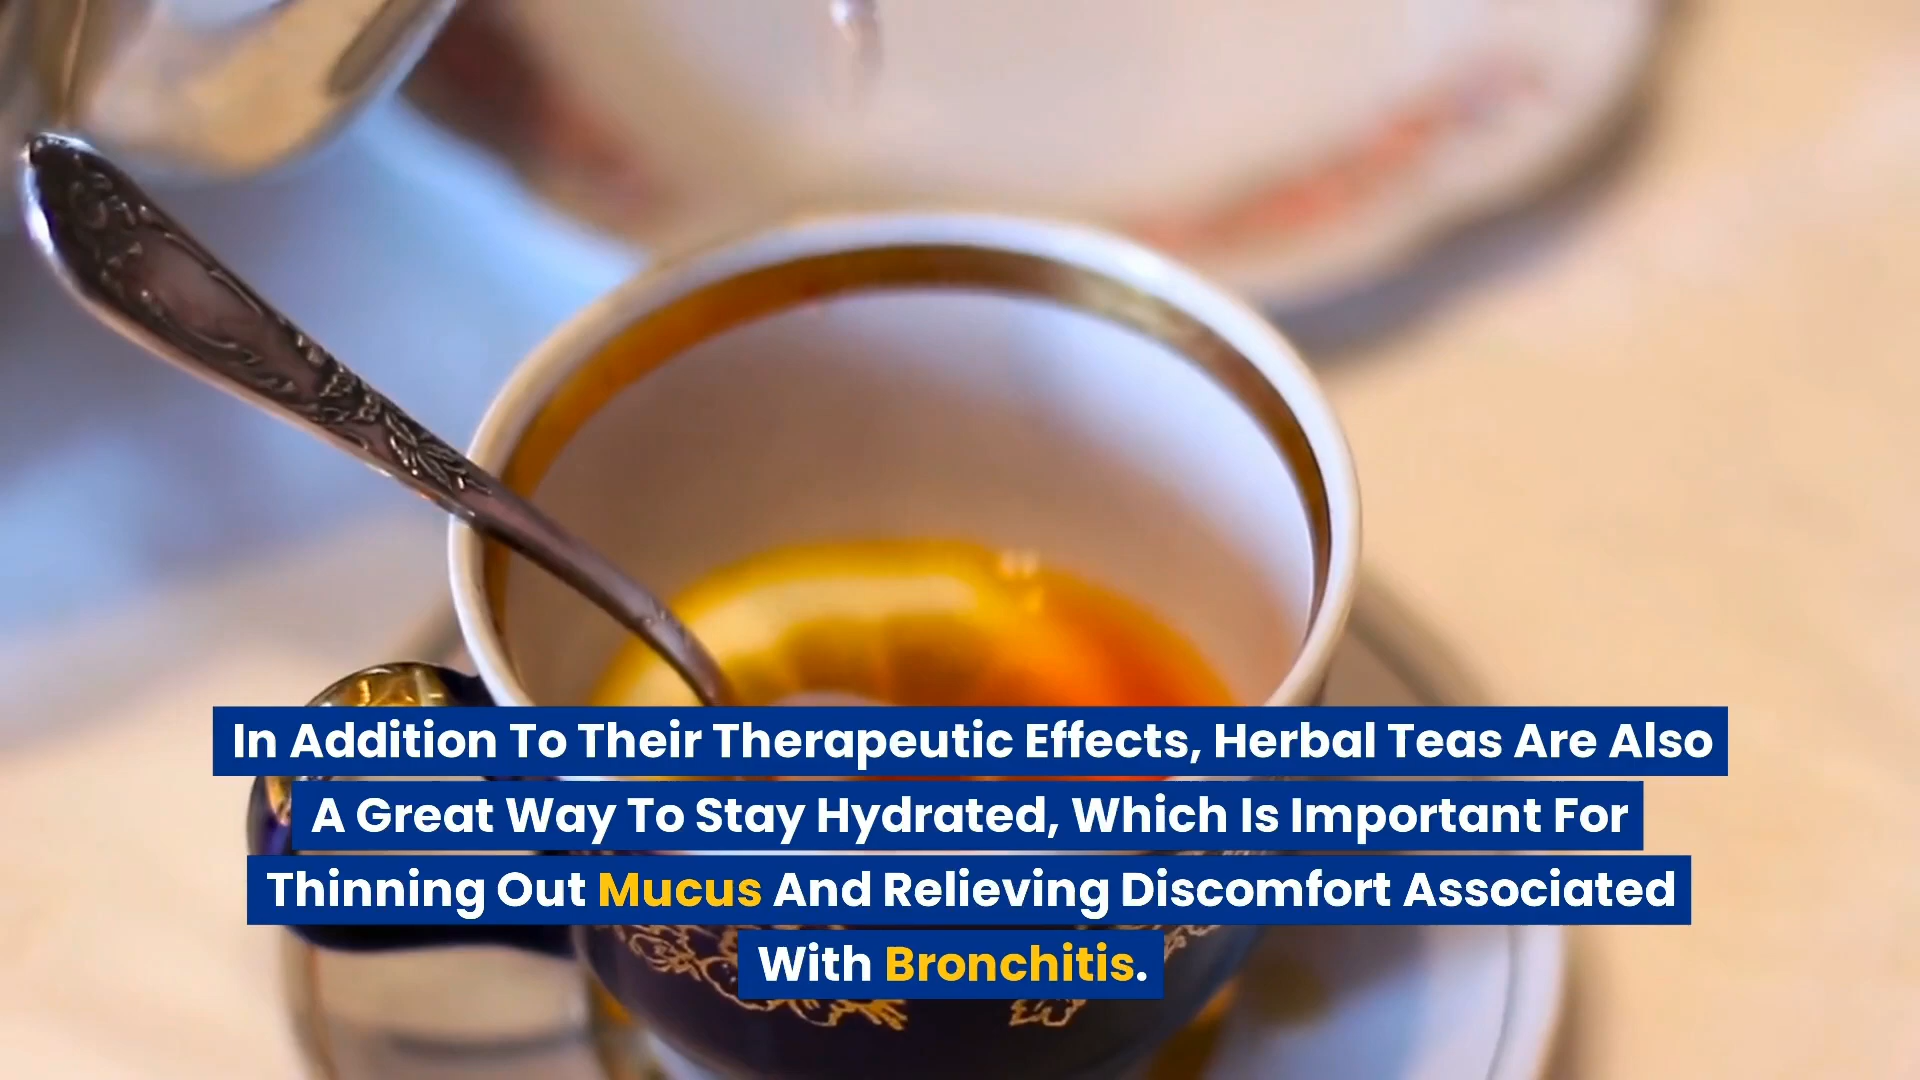 In Addition To Their Therapeutic Effects, Herbal Teas Are Also
A Great Way To Stay Hydrated, Which Is Important For
Thinning Out Mucus And Relieving Discomfort Associated
With Bronchitis.